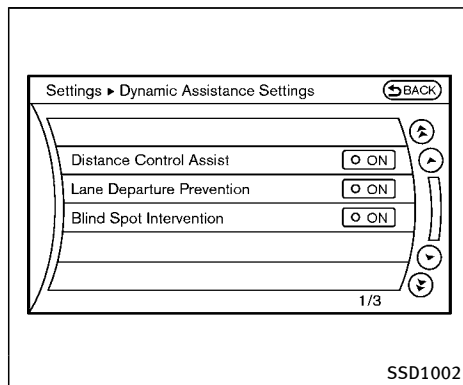 Settings ▸ Dynamic Assistance Settings BACK
Distance Control Assist ON
Lane Departure Prevention ON
Blind Spot Intervention ON
1/3
SSD1002